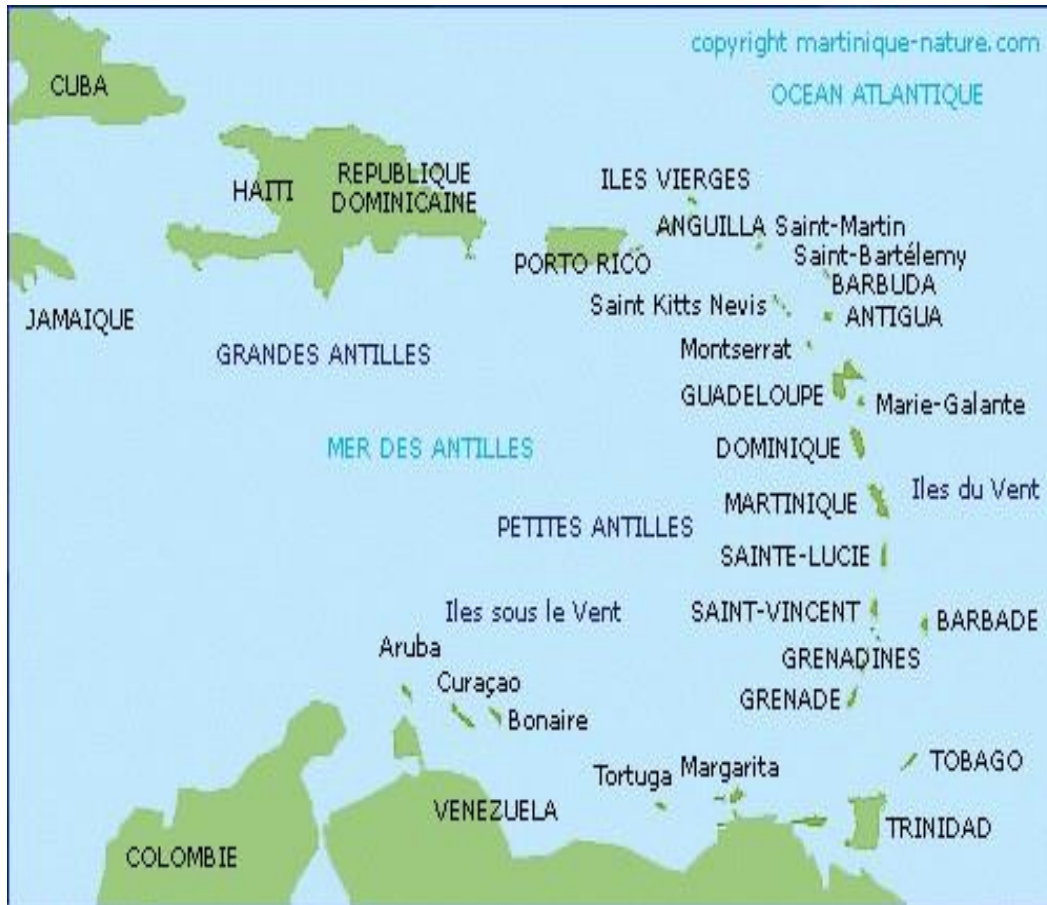 copyright martinique-nature.com
CUBA
OCEAN ATLANTIQUE
HAITI
REPUBLIQUE
DOMINICAINE
ILES VIERGES
ANGUILLA Saint-Martin
PORTO RICO
Saint-Bartélemy
BARBUDA
Saint Kitts Nevis
ANTIGUA
JAMAIQUE
GRANDES ANTILLES
Montserrat
GUADELOUPE
Marie-Galante
MER DES ANTILLES
DOMINIQUE
Iles du Vent
MARTINIQUE
PETITES ANTILLES
SAINTE-LUCIE
Iles sous le Vent
SAINT-VINCENT
BARBADE
Aruba
GRENADINES
Curaçao
GRENADE
Bonaire
TOBAGO
Tortuga
Margarita
VENEZUELA
TRINIDAD
COLOMBIE